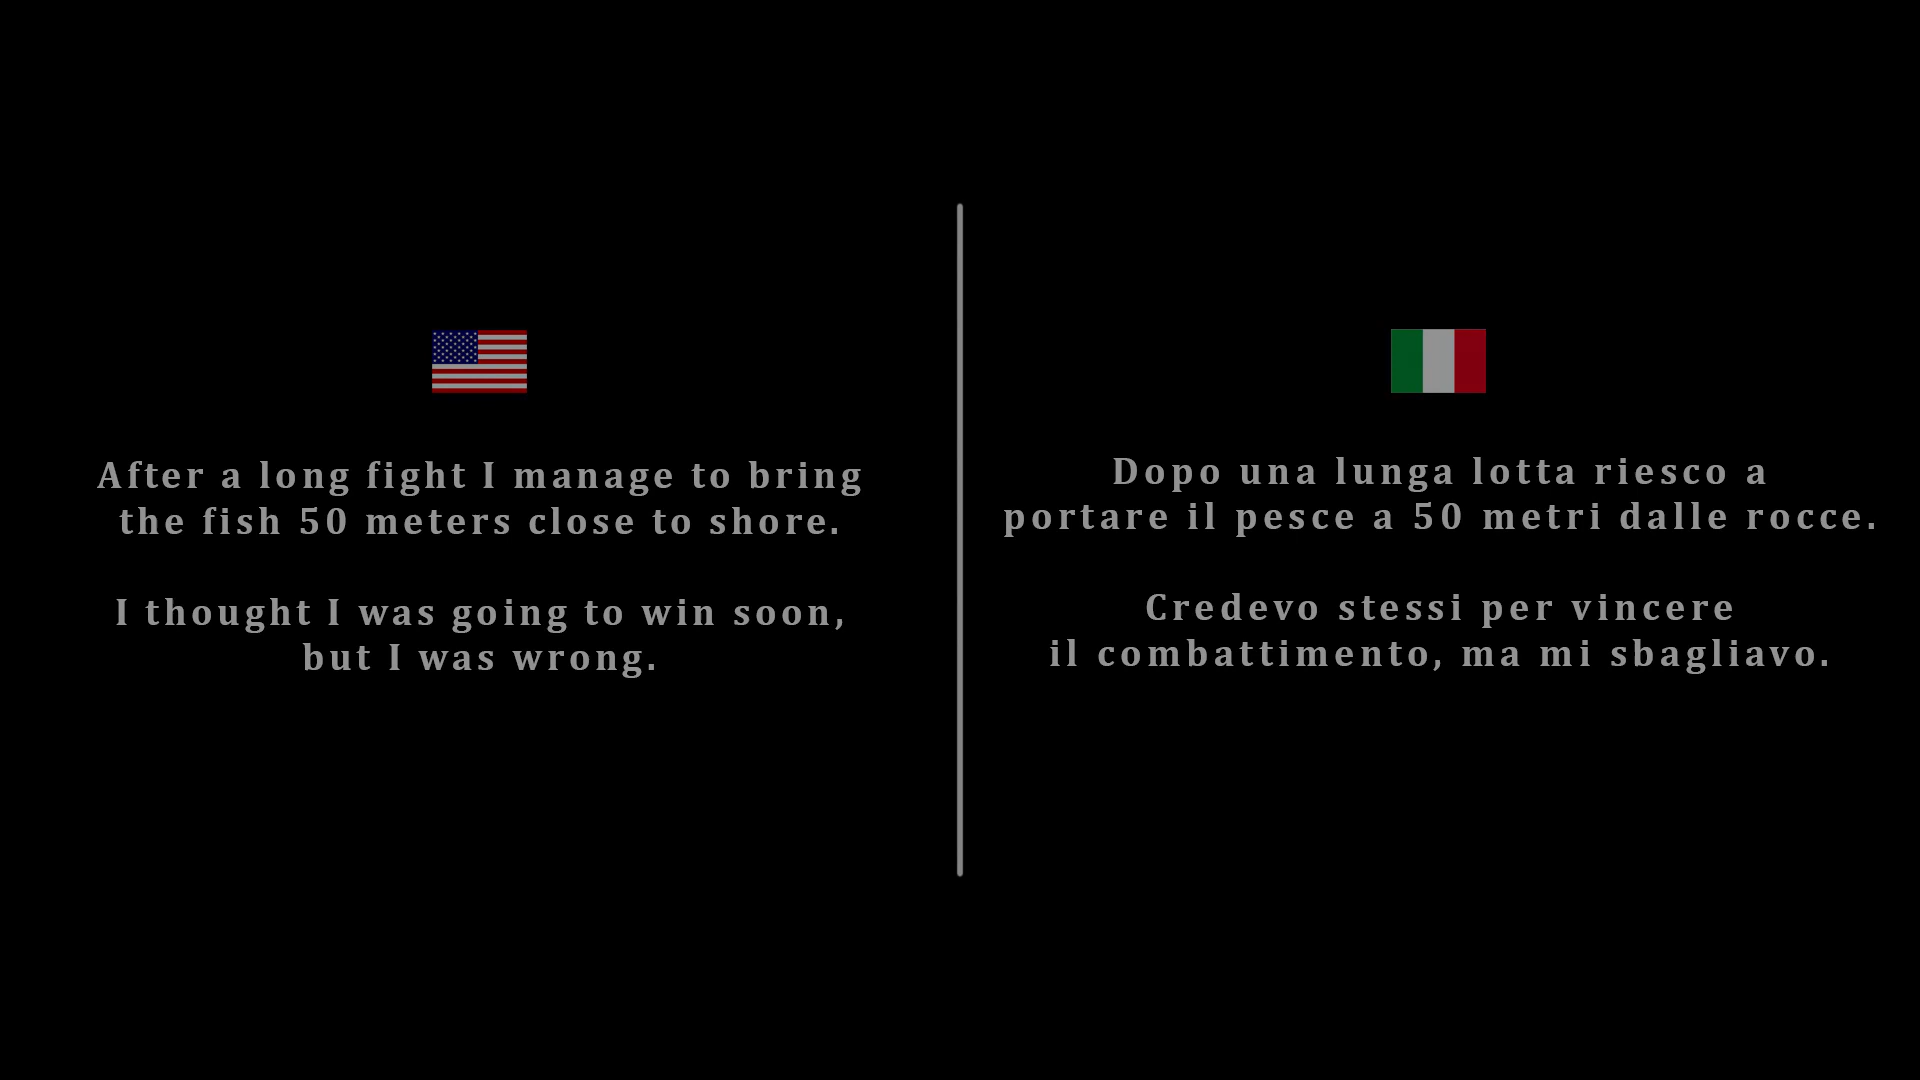 After a long fight I manage to bring
the fish 50 meters close to shore.
I thought I was going to win soon,
but I was wrong.
Dopo una lunga lotta riesco a
portare il pesce a 50 metri dalle rocce.
Credevo stessi per vincere
il combattimento, ma mi sbagliavo.